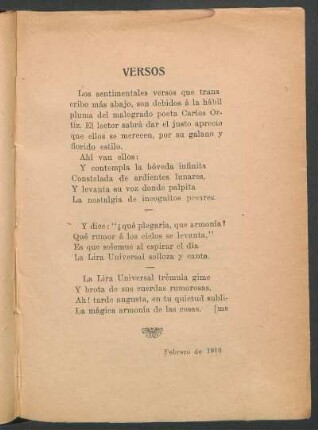 VERSOS
Los sentimentales versos que trans
cribo más abajo, son debidos á la hábil
pluma del malogrado poeta Carlos Or-
tiz. El lector sabrá dar el justo aprecio
que ellos se merecen, por su galano y
florido estilo.
Ahí van ellos:
Y contempla la bóveda infinita
Constelada de ardientes lunares,
Y levanta su voz donde palpita
La nostalgia de incognitos pesares.
—
Y dice: "¡qué plegaria, que armonía!
Qué rumor á los cielos se levanta,"
Es que solemne al espirar el día
La Lira Universal solloza y canta.
—
La Lira Universal trémula gime
Y brota de sus cuerdas rumorosas,
Ah! tarde augusta, en tu quietud subli-
La mágica armonía de las cosas. [me
Febrero de 1910